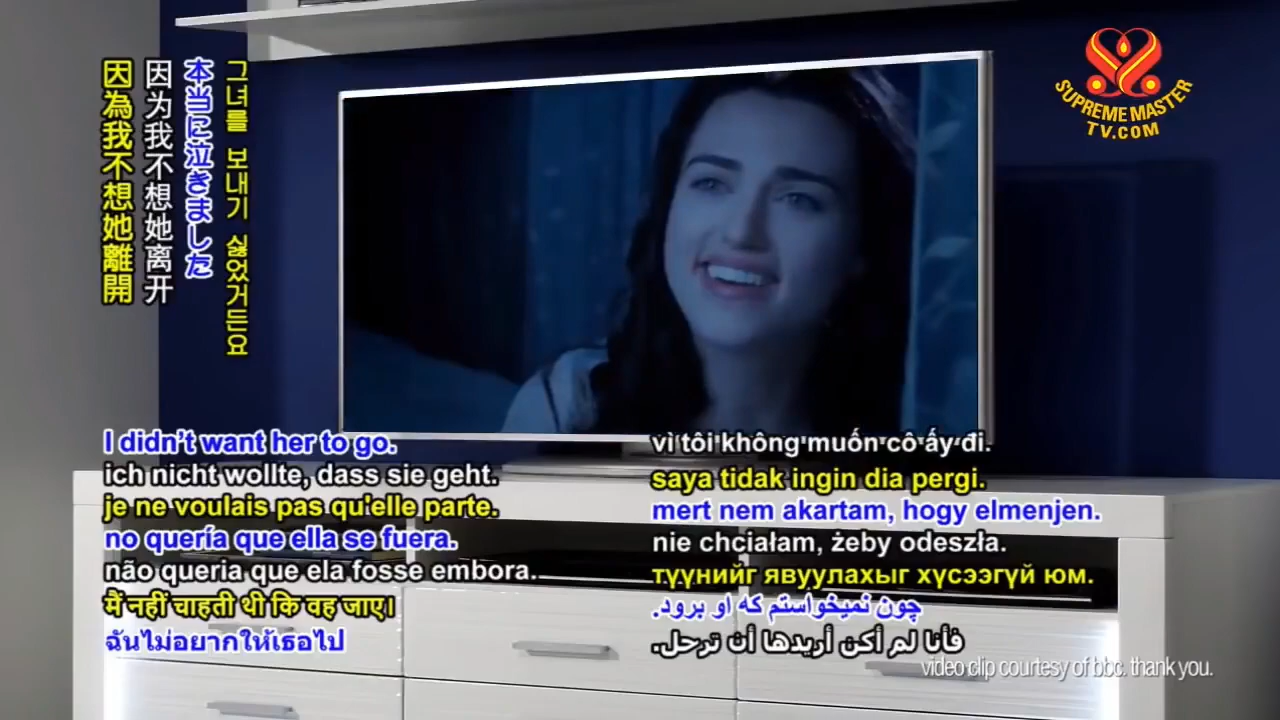 그녀를 보내기 싫었거든요
本当に泣きました
因为我不想她离开
因為我不想她離開
SUPREME MASTER
TV.COM
I didn't want her to go.
ich nicht wollte, dass sie geht.
je ne voulais pas qu'elle parte.
no quería que ella se fuera.
não queria que ela fosse embora.
मैं नहीं चाहती थी कि वह जाए।
ฉันไม่อยากให้เธอไป
vì tôi không muốn cô ấy đi.
saya tidak ingin dia pergi.
mert nem akartam, hogy elmenjen.
nie chciałam, żeby odeszła.
түүнийг явуулахыг хүсээгүй юм.
چون نمیخواستم که او برود.
فأنا لم أكن أريدها أن ترحل.
video clip courtesy of bbc. thank you.